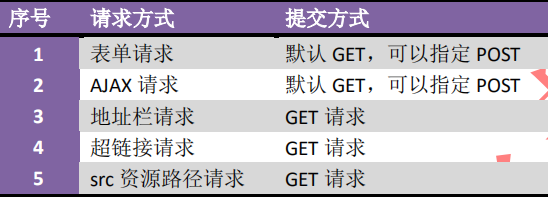 序号 请求方式 提交方式
1 表单请求 默认 GET，可以指定 POST
2 AJAX 请求 默认 GET，可以指定 POST
3 地址栏请求 GET 请求
4 超链接请求 GET 请求
5 src 资源路径请求 GET 请求